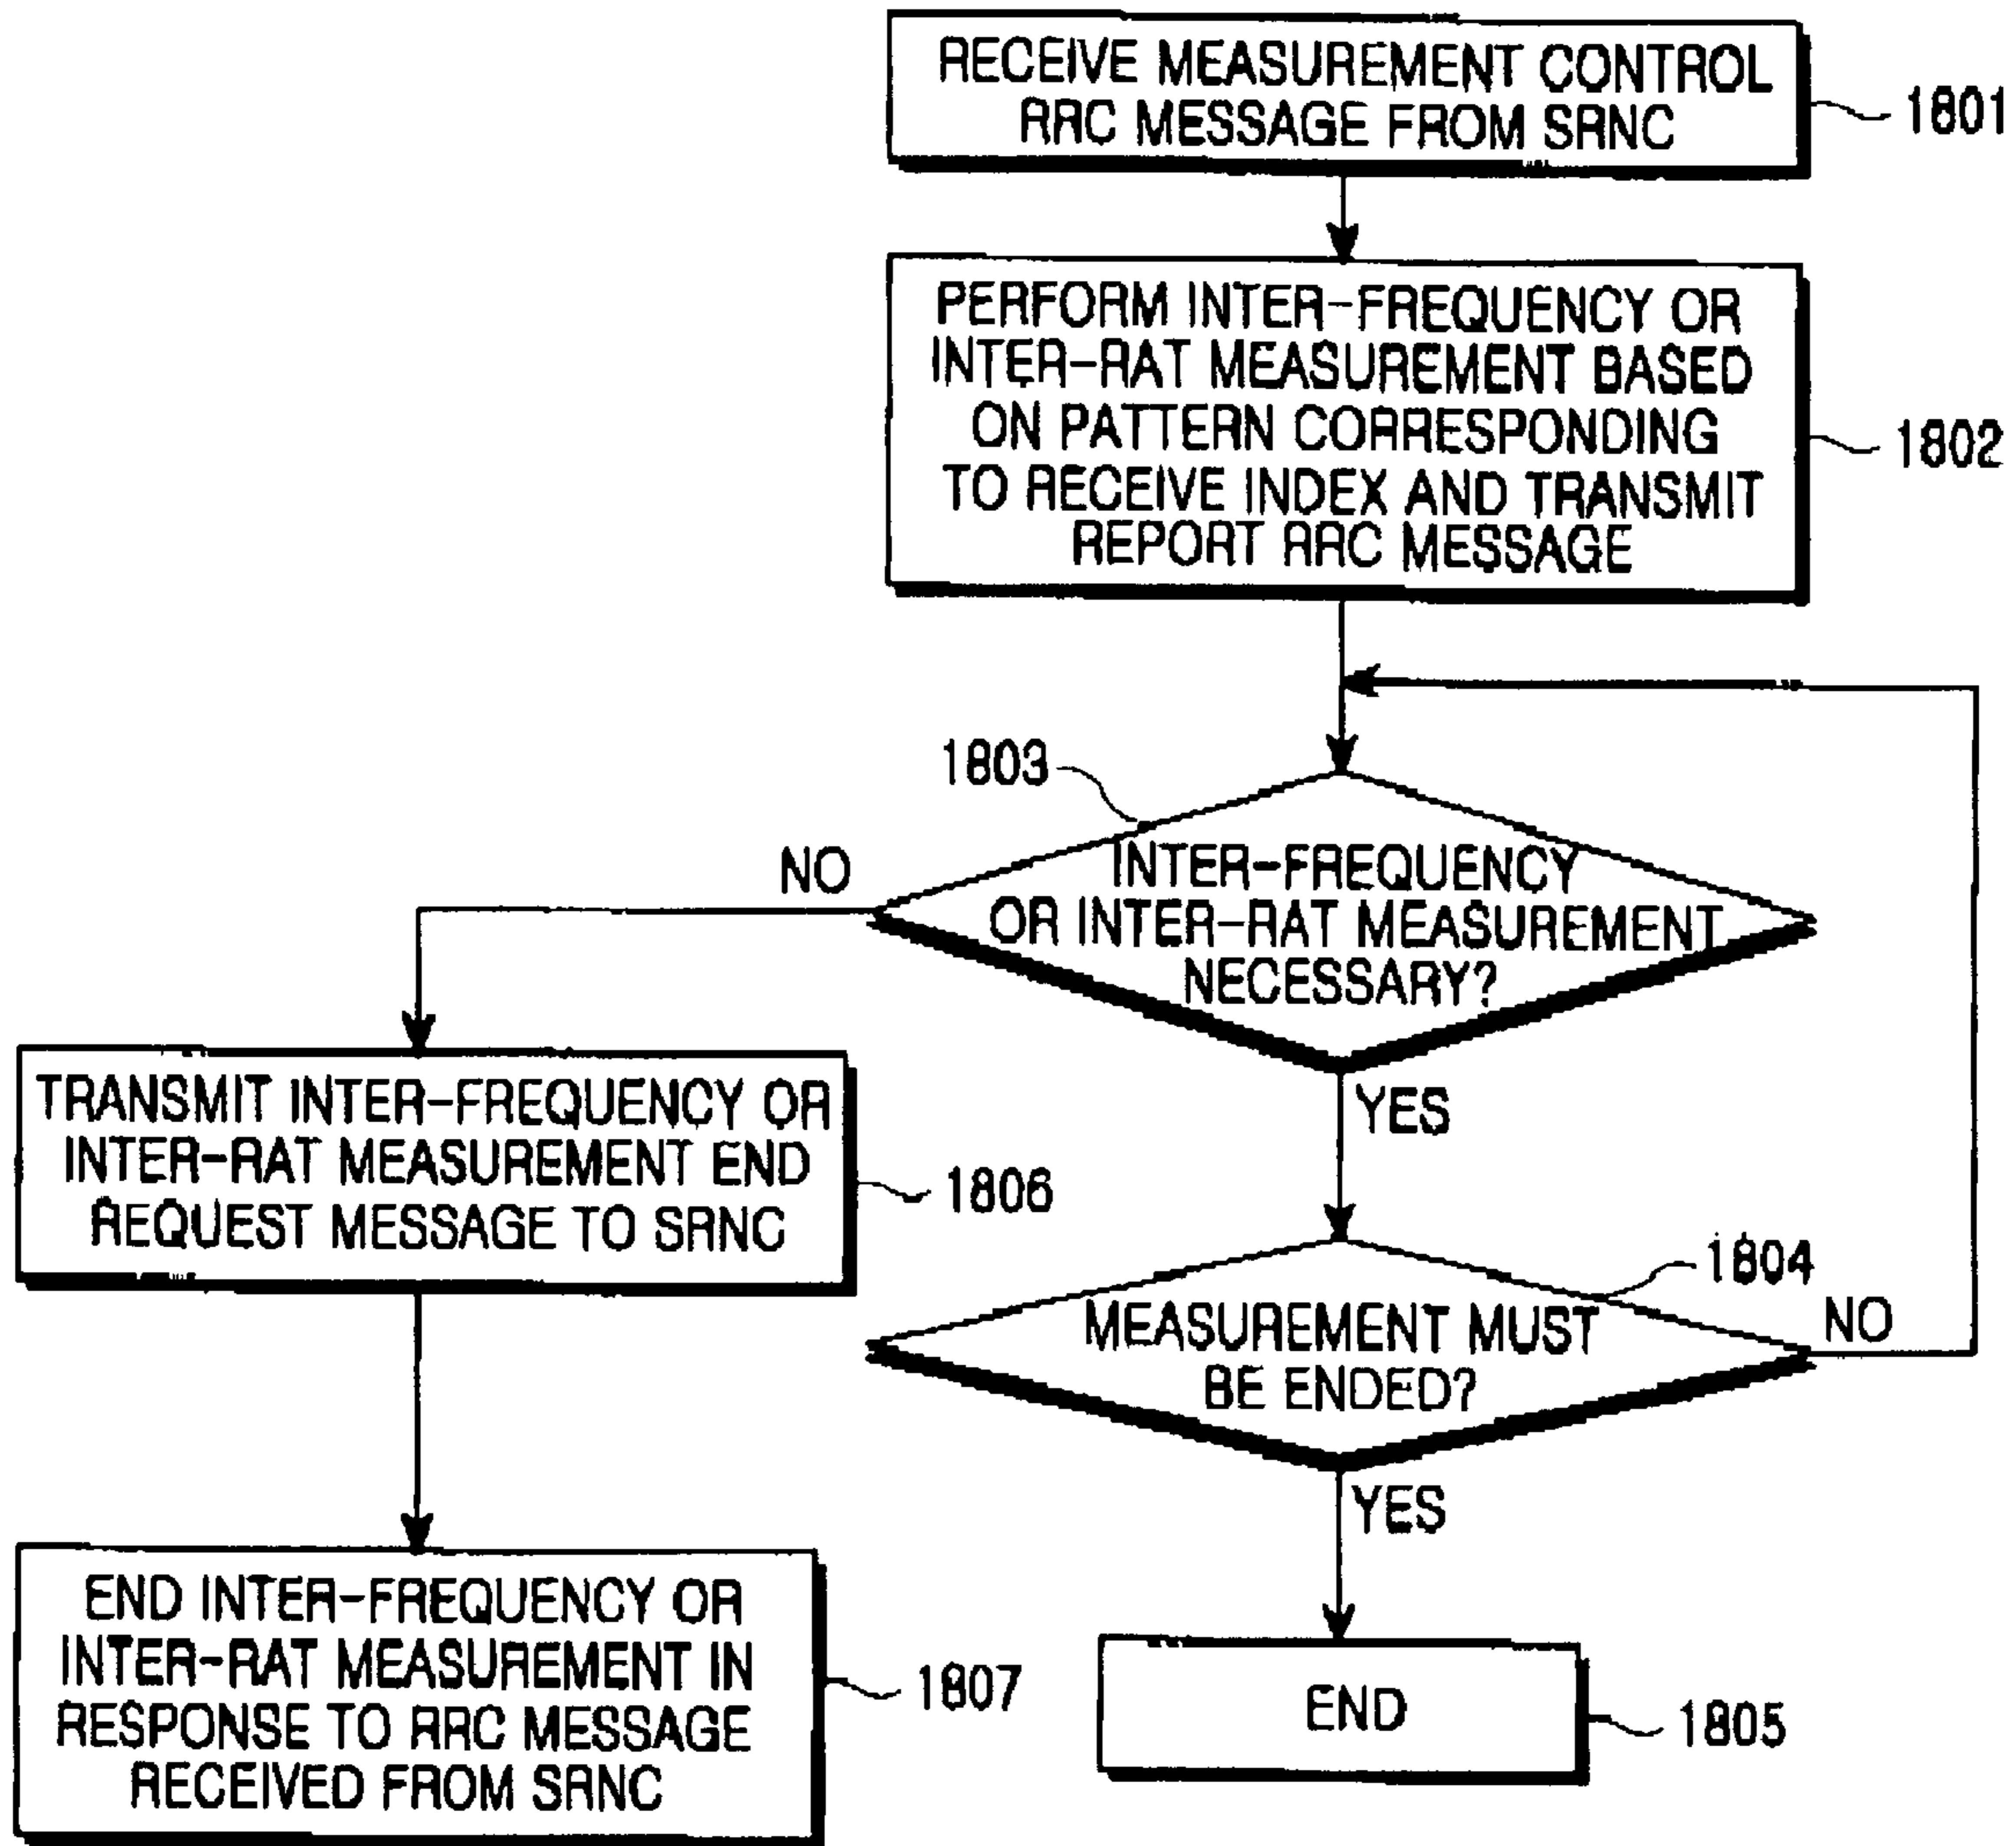 RECEIVE MEASUREMENT CONTROL
RRC MESSAGE FROM SRNC
1801
PERFORM INTER-FREQUENCY OR
INTER-RAT MEASUREMENT BASED
ON PATTERN CORRESPONDING
TO RECEIVE INDEX AND TRANSMIT
REPORT RRC MESSAGE
1802
1803
INTER-FREQUENCY
OR INTER-RAT MEASUREMENT
NECESSARY?
NO
YES
TRANSMIT INTER-FREQUENCY OR
INTER-RAT MEASUREMENT END
REQUEST MESSAGE TO SRNC
1806
1804
MEASUREMENT MUST
BE ENDED?
NO
YES
END INTER-FREQUENCY OR
INTER-RAT MEASUREMENT IN
RESPONSE TO RRC MESSAGE
RECEIVED FROM SRNC
1807
END
1805